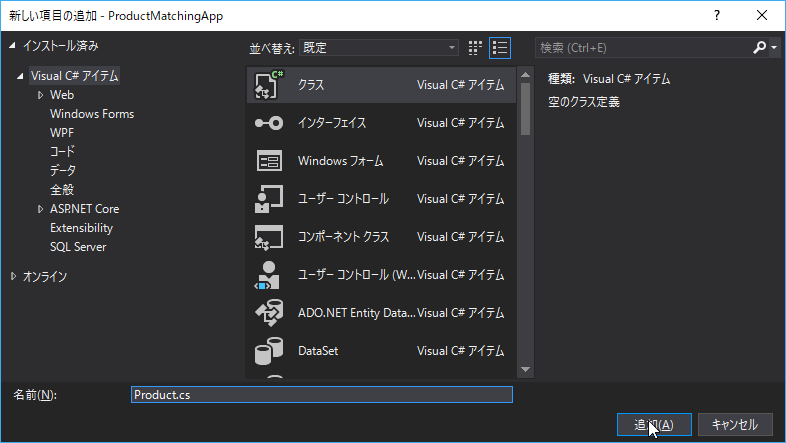 新しい項目の追加 - ProductMatchingApp
? ×
インストール済み
並べ替え: 既定
検索 (Ctrl+E)
Visual C# アイテム
Web
Windows Forms
WPF
コード
データ
全般
ASP.NET Core
Extensibility
SQL Server
オンライン
C#
クラス Visual C# アイテム
インターフェイス Visual C# アイテム
Windows フォーム Visual C# アイテム
ユーザー コントロール Visual C# アイテム
コンポーネント クラス Visual C# アイテム
ユーザー コントロール (W... Visual C# アイテム
ADO.NET Entity Data... Visual C# アイテム
DataSet Visual C# アイテム
種類: Visual C# アイテム
空のクラス定義
名前(N): Product.cs
追加(A) キャンセル